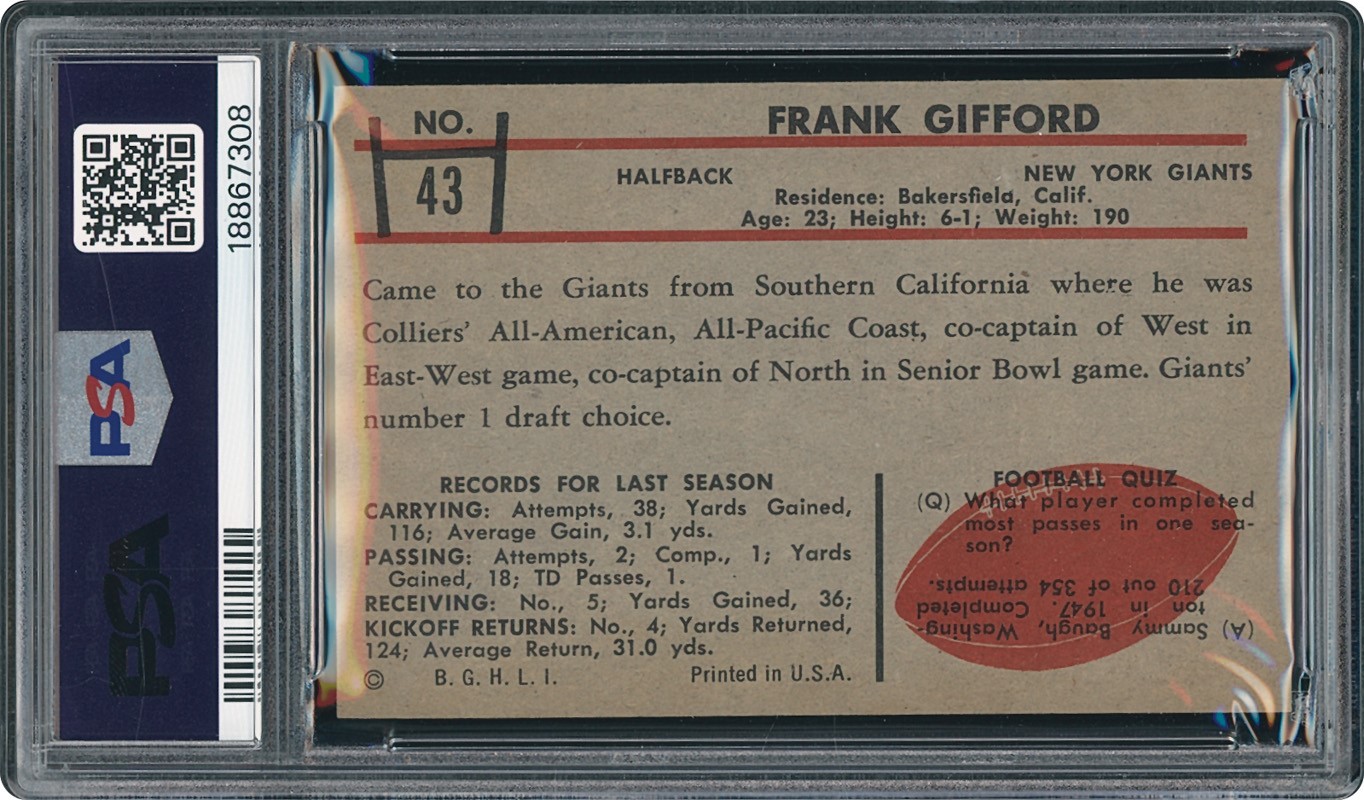 18867308
PSA
PSA
NO.
43
FRANK GIFFORD
HALFBACK NEW YORK GIANTS
Residence: Bakersfield, Calif.
Age: 23; Height: 6-1; Weight: 190
Came to the Giants from Southern California where he was
Colliers' All-American, All-Pacific Coast, co-captain of West in
East-West game, co-captain of North in Senior Bowl game. Giants'
number 1 draft choice.
RECORDS FOR LAST SEASON
CARRYING: Attempts, 38; Yards Gained,
116; Average Gain, 3.1 yds.
PASSING: Attempts, 2; Comp., 1; Yards
Gained, 18; TD Passes, 1.
RECEIVING: No., 5; Yards Gained, 36;
KICKOFF RETURNS: No., 4; Yards Returned,
124; Average Return, 31.0 yds.
© B. G. H. L. I. Printed in U.S.A.
FOOTBALL QUIZ
(Q) What player completed
most passes in one sea-
son?
(A) Sammy Baugh, Washing-
ton in 1947. Completed
210 out of 354 attempts.